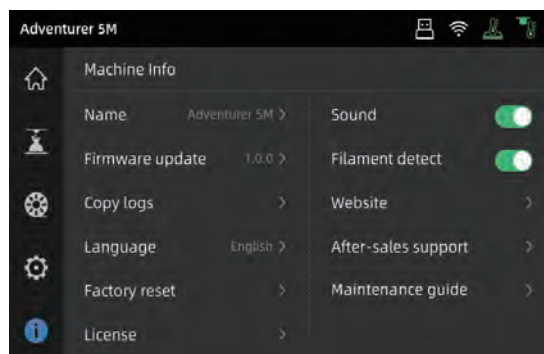 Adventurer 5M
Machine Info
Name Adventurer 5M >
Firmware update 1.0.0 >
Copy logs >
Language English >
Factory reset >
License >
Sound
Filament detect
Website >
After-sales support >
Maintenance guide >